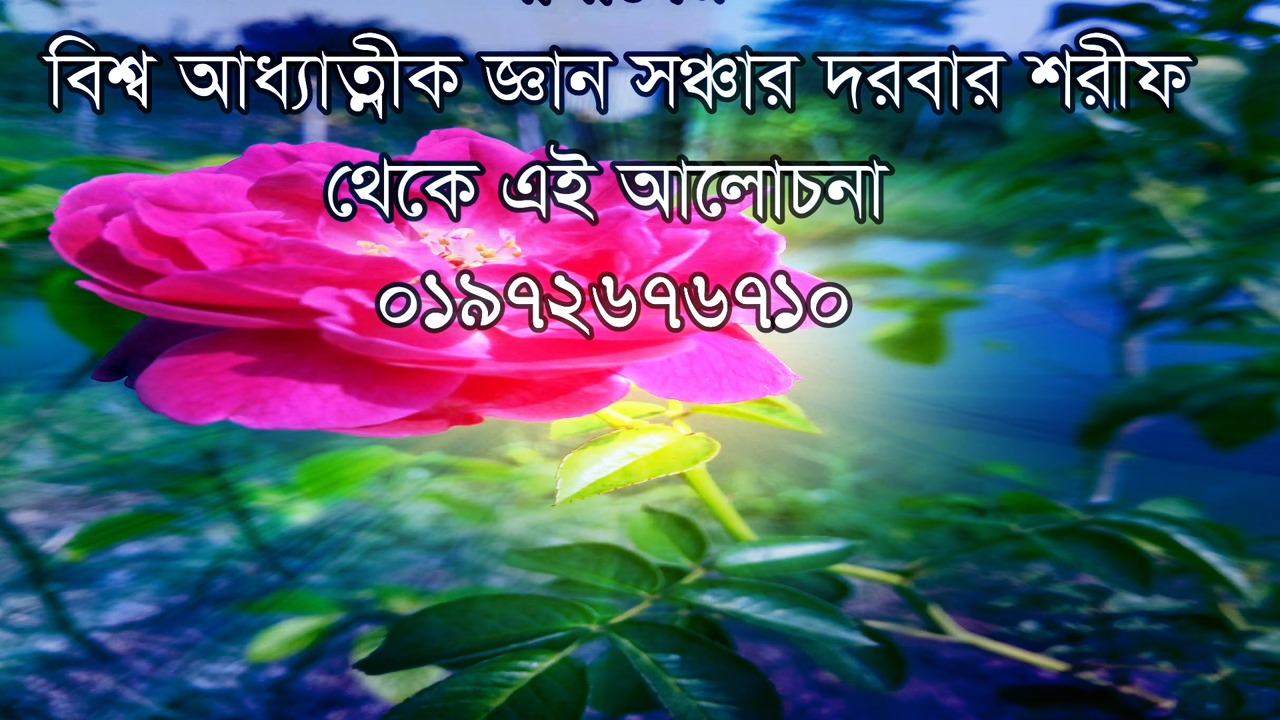 বিশ্ব আধ্যাত্নীক জ্ঞান সঞ্চার দরবার শরীফ
থেকে এই আলোচনা
০১৯৭২৬৭৬৭১০